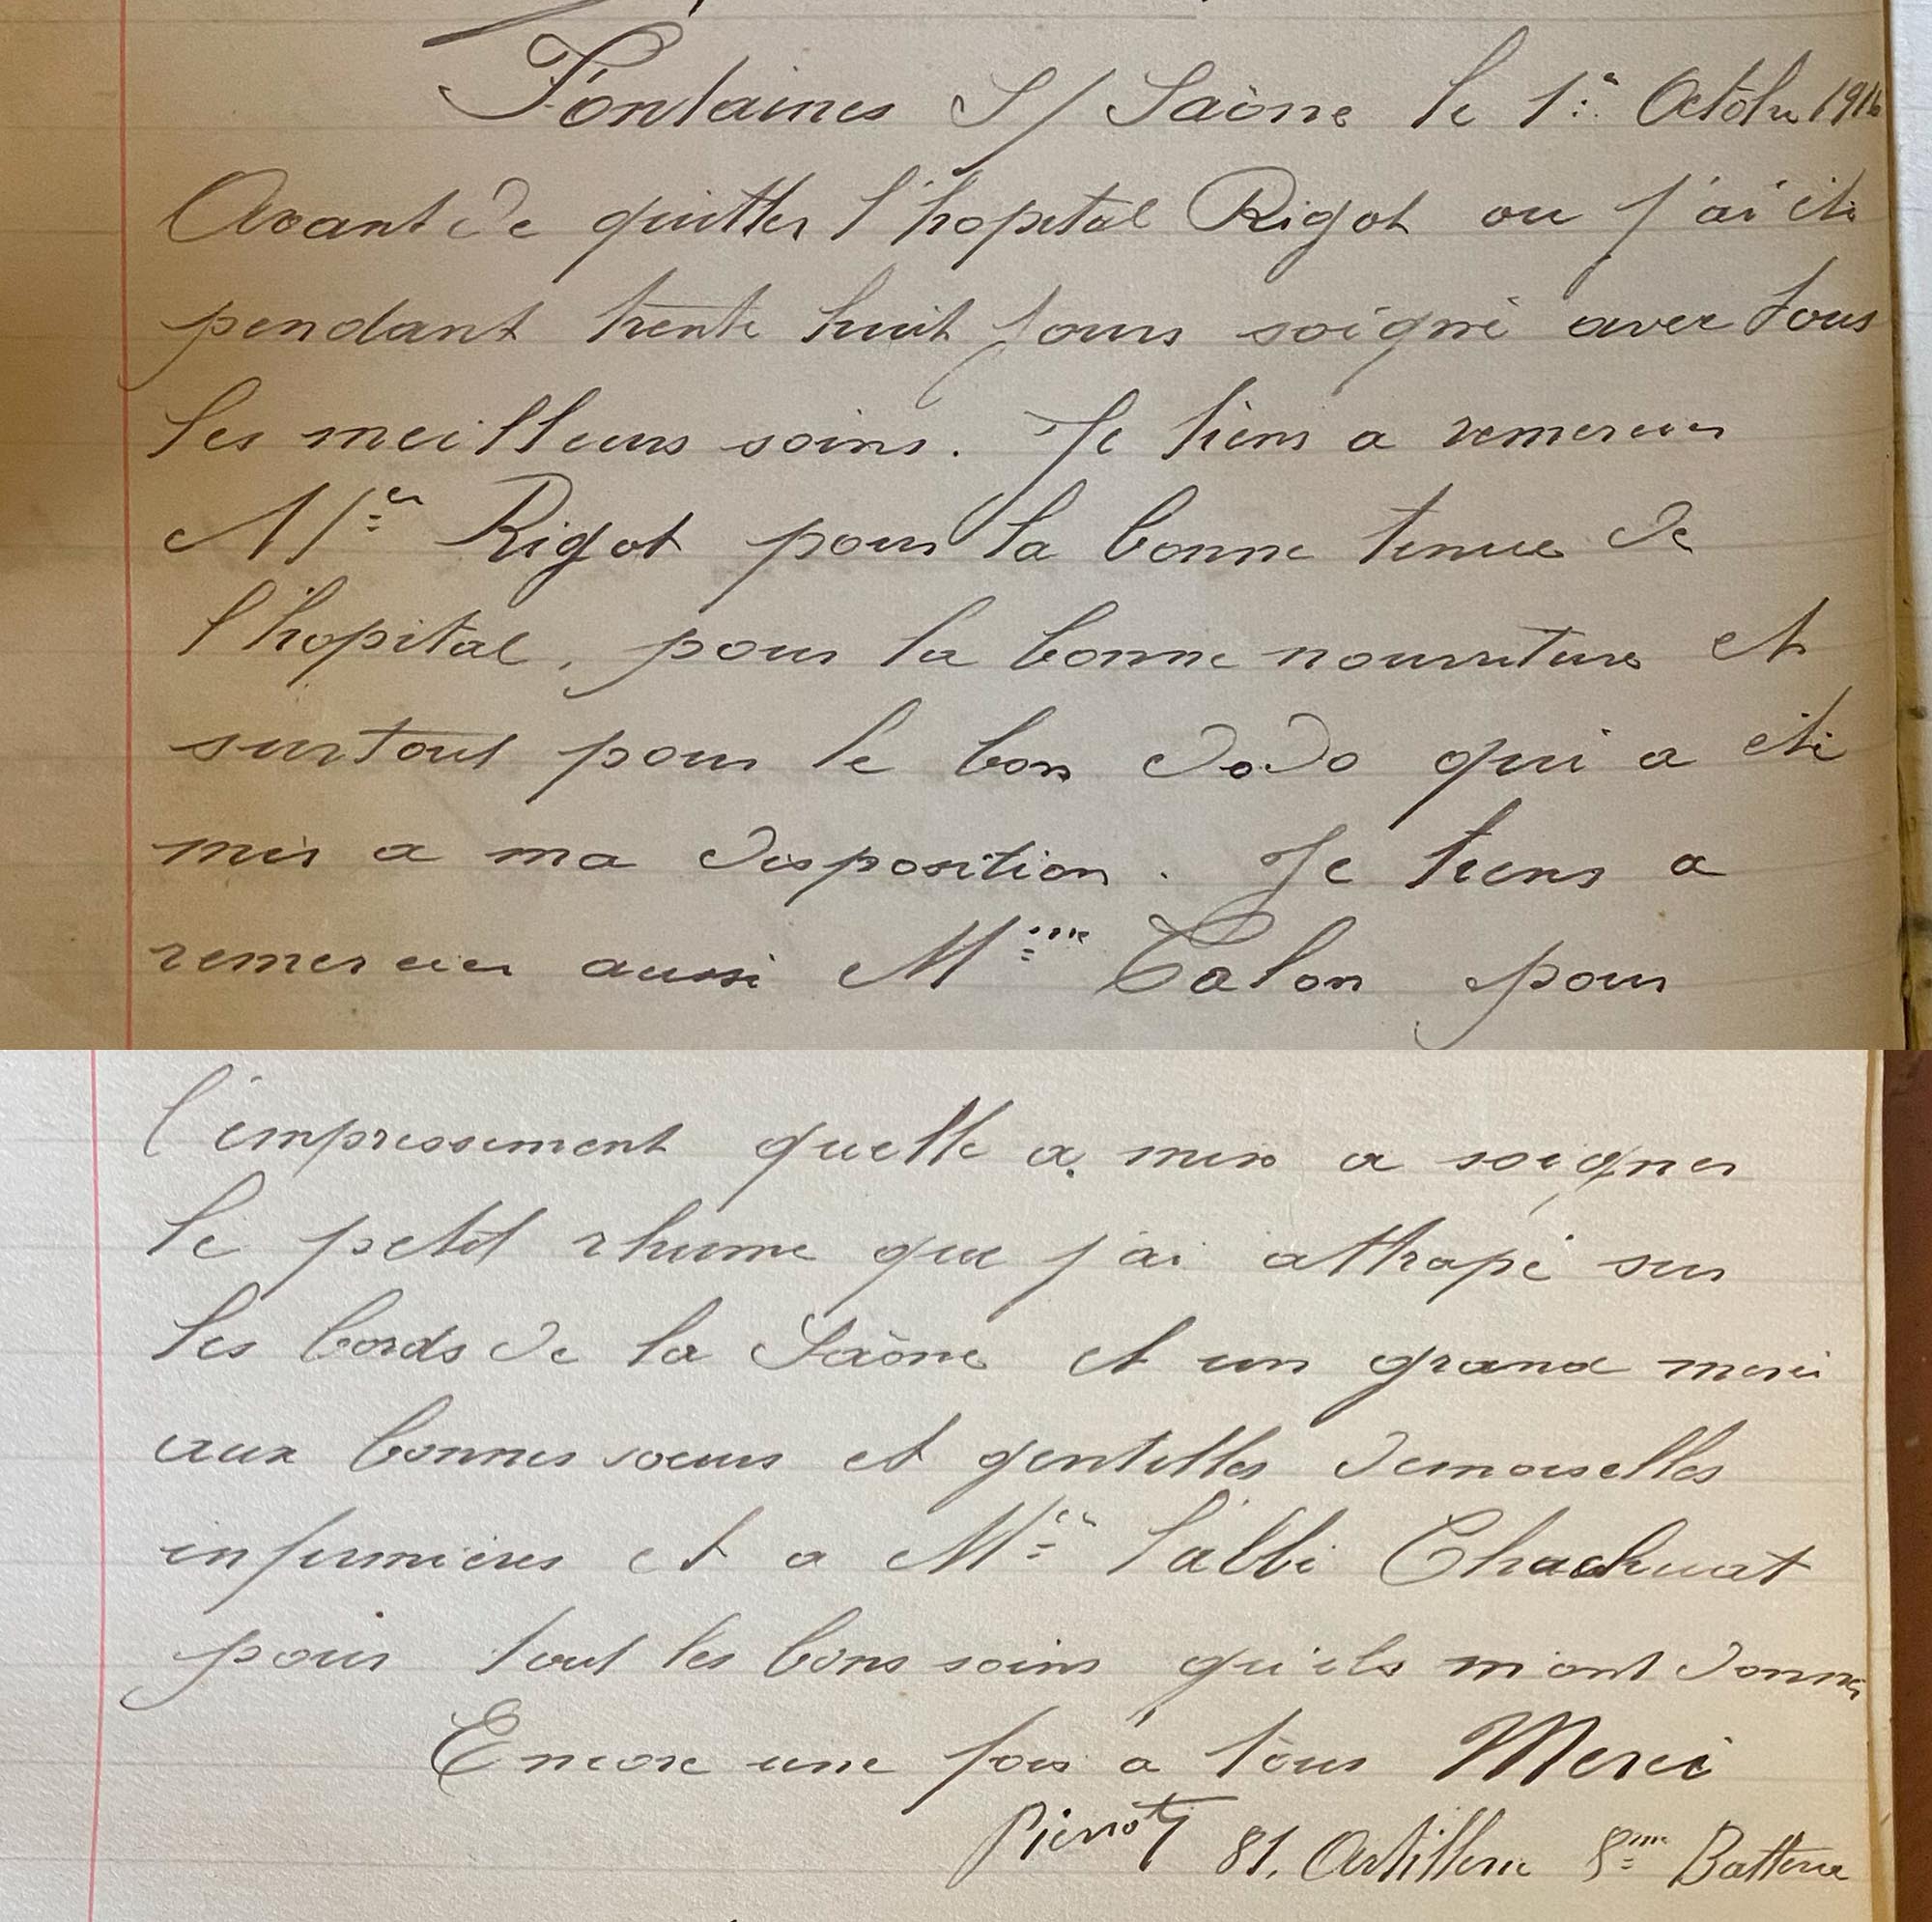 Fontaines S/ Saône le 1er Octobre 1916
Avant de quitter l'hopital Rigot ou j'ai été
pendant trente huit jours soigné avec tous
les meilleurs soins. Je tiens a remercier
Mr Rigot pour la bonne tenue de
l'hopital, pour la bonne nourriture et
surtout pour le bon dodo qui a été
mis a ma disposition. Je tiens a
remercier aussi Mme Calon pour
l'empressement quelle a mis a soigner
le petit rhume que j'ai attrapé sur
les bords de la Saône et un grand merci
aux bonnes soeurs et gentilles demoiselles
infirmières et a Mr l'abbé Chachuat
pour tout les bons soins qu'ils m'ont donné
Encore une fois a tous Merci
Pierrot 81. Artillerie 8me Batterie